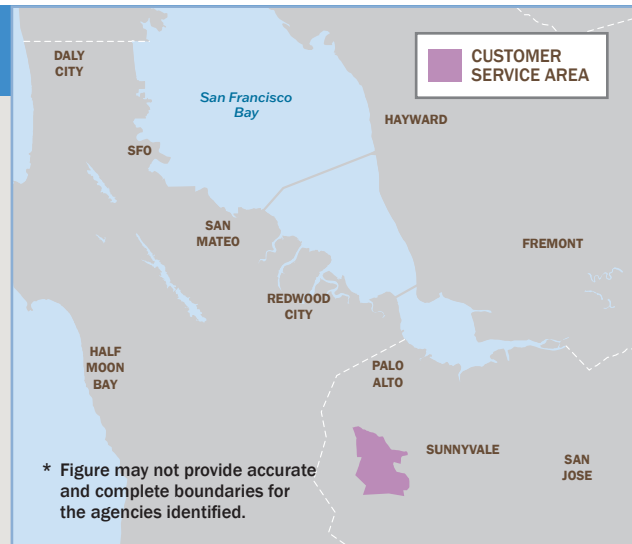 DALY
CITY
CUSTOMER
SERVICE AREA
San Francisco
Bay
HAYWARD
SFO
SAN
MATEO
FREMONT
REDWOOD
CITY
HALF
MOON
BAY
PALO
ALTO
SUNNYVALE
SAN
JOSE
* Figure may not provide accurate
and complete boundaries for
the agencies identified.